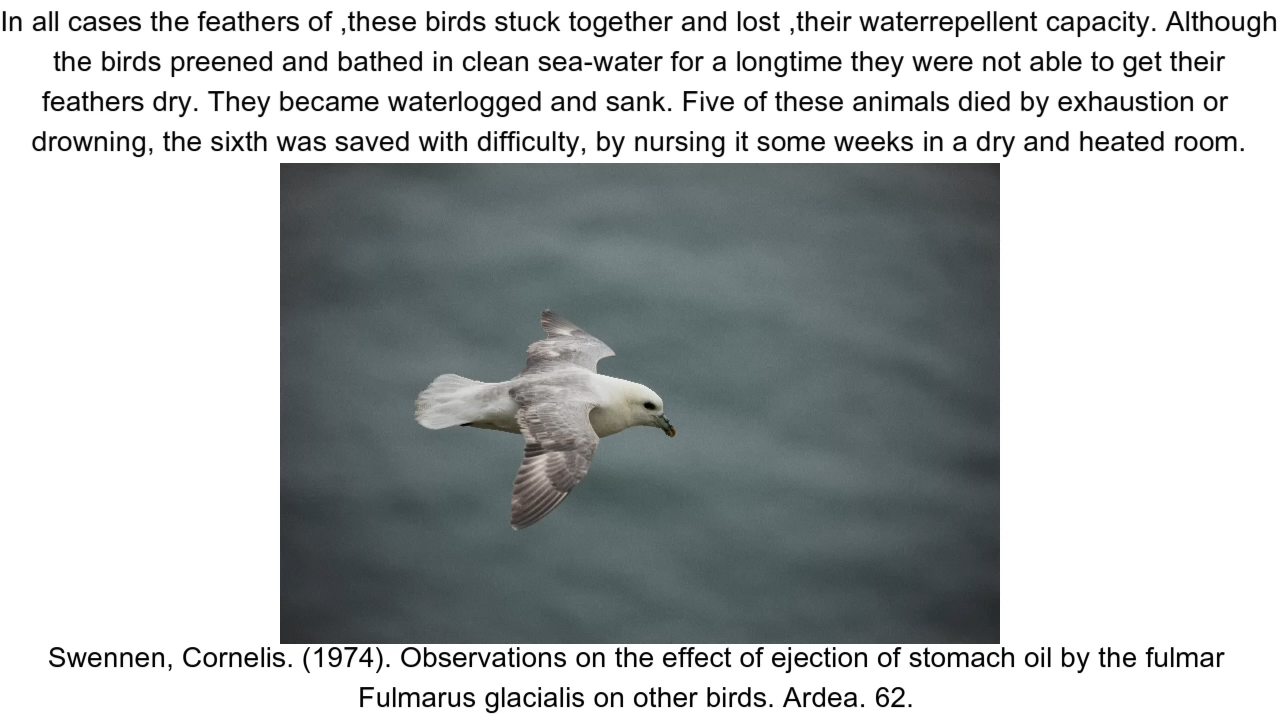 In all cases the feathers of ,these birds stuck together and lost ,their waterrepellent capacity. Although
the birds preened and bathed in clean sea-water for a longtime they were not able to get their
feathers dry. They became waterlogged and sank. Five of these animals died by exhaustion or
drowning, the sixth was saved with difficulty, by nursing it some weeks in a dry and heated room.
Swennen, Cornelis. (1974). Observations on the effect of ejection of stomach oil by the fulmar
Fulmarus glacialis on other birds. Ardea. 62.